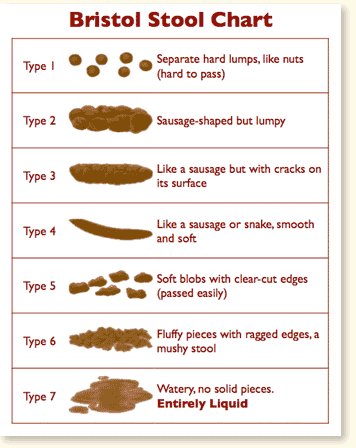 Bristol Stool Chart
Type 1
Separate hard lumps, like nuts
(hard to pass)
Type 2
Sausage-shaped but lumpy
Type 3
Like a sausage but with cracks on
its surface
Type 4
Like a sausage or snake, smooth
and soft
Type 5
Soft blobs with clear-cut edges
(passed easily)
Type 6
Fluffy pieces with ragged edges, a
mushy stool
Type 7
Watery, no solid pieces.
Entirely Liquid